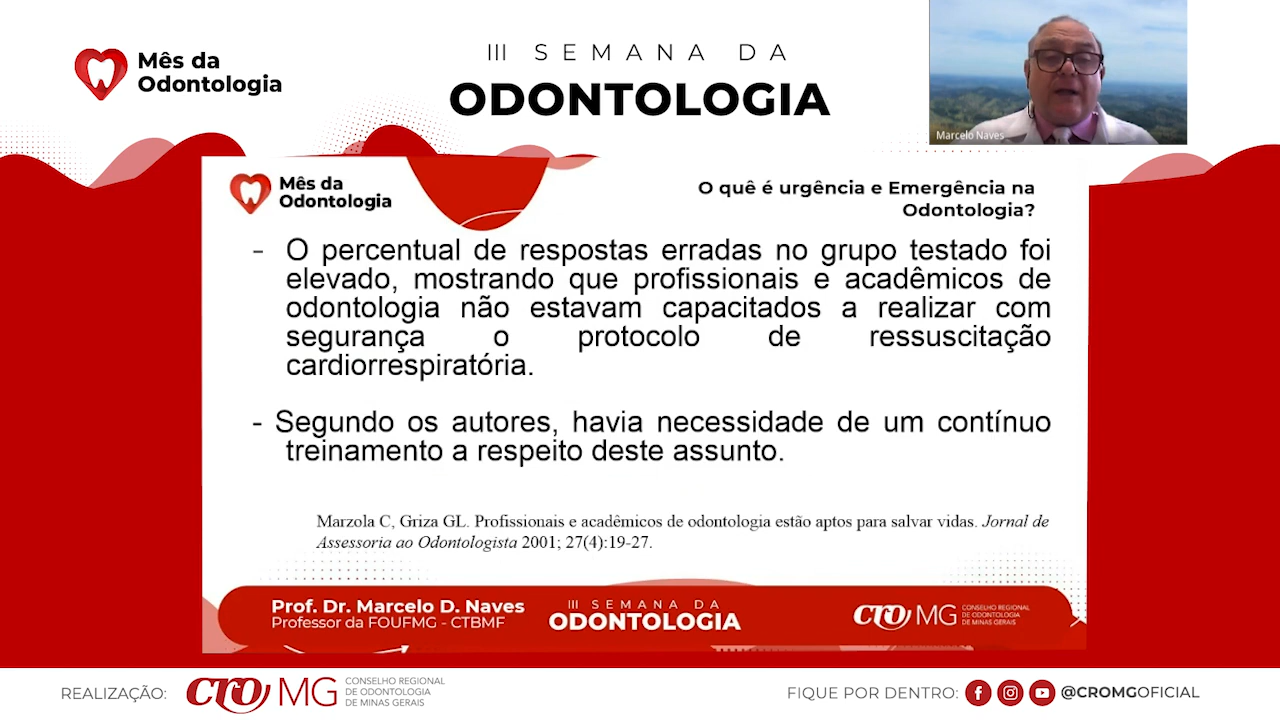 Mês da
Odontologia
III SEMANA DA
ODONTOLOGIA
Marcelo Naves
Mês da
Odontologia
O quê é urgência e Emergência na
Odontologia?
- O percentual de respostas erradas no grupo testado foi
elevado, mostrando que profissionais e acadêmicos de
odontologia não estavam capacitados a realizar com
segurança o protocolo de ressuscitação
cardiorrespiratória.
- Segundo os autores, havia necessidade de um contínuo
treinamento a respeito deste assunto.
Marzola C, Griza GL. Profissionais e acadêmicos de odontologia estão aptos para salvar vidas. Jornal de
Assessoria ao Odontologista 2001; 27(4):19-27.
Prof. Dr. Marcelo D. Naves
Professor da FOUFMG - CTBMF
III SEMANA DA
ODONTOLOGIA
CRO MG
CONSELHO REGIONAL
DE ODONTOLOGIA
DE MINAS GERAIS
REALIZAÇÃO:
CRO MG
CONSELHO REGIONAL
DE ODONTOLOGIA
DE MINAS GERAIS
FIQUE POR DENTRO:
@CROMGOFICIAL